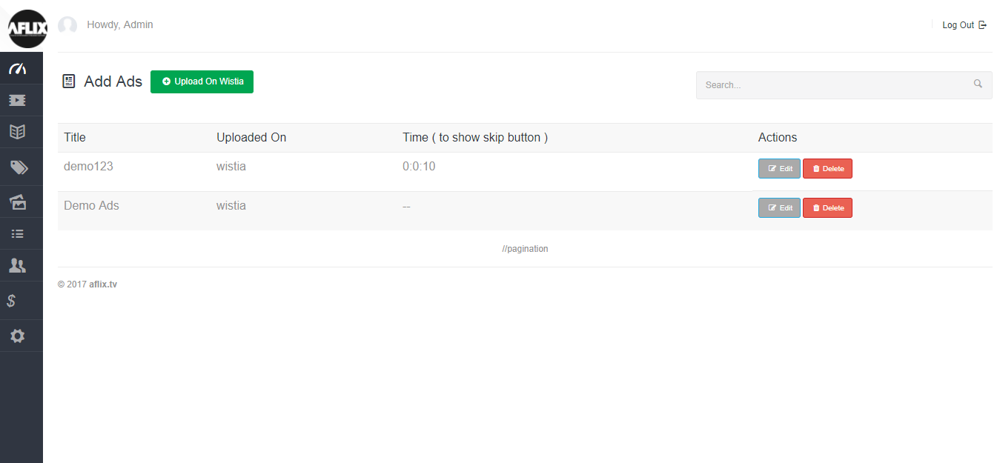 AFLIX
Howdy, Admin
Log Out
Add Ads
Upload On Wistia
Search...
Title Uploaded On Time ( to show skip button ) Actions
demo123 wistia 0:0:10 Edit Delete
Demo Ads wistia -- Edit Delete
//pagination
© 2017 aflix.tv